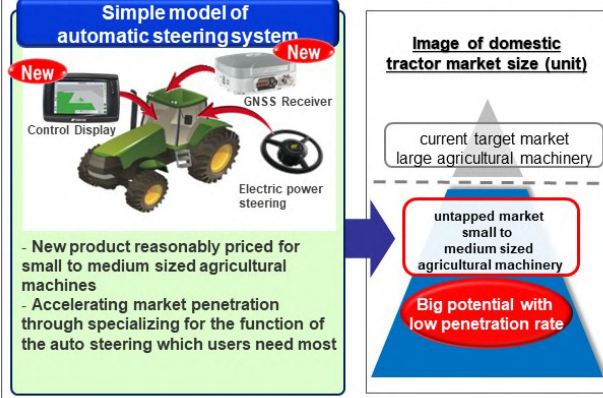 Simple model of
automatic steering system
New
New
GNSS Receiver
Control Display
Electric power
steering
- New product reasonably priced for
small to medium sized agricultural
machines
- Accelerating market penetration
through specializing for the function of
the auto steering which users need most
Image of domestic
tractor market size (unit)
current target market
large agricultural machinery
untapped market
small to
medium sized
agricultural machinery
Big potential with
low penetration rate